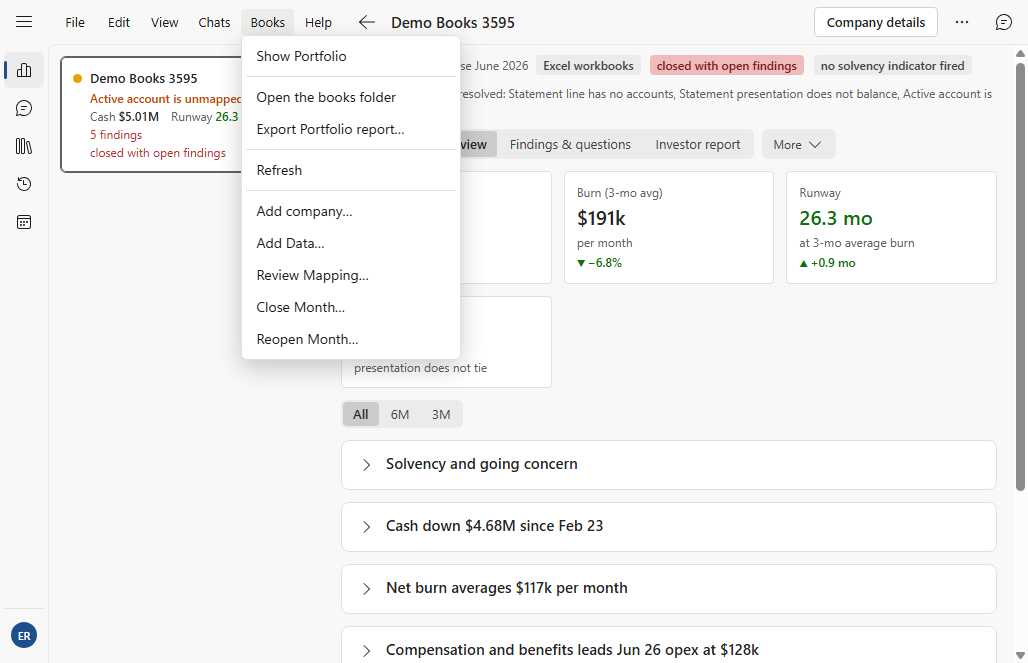 File Edit View Chats Books Help Demo Books 3595 Company details
Demo Books 3595
Active account is unmapped
Cash $5.01M Runway 26.3
5 findings
closed with open findings
Show Portfolio
Open the books folder
Export Portfolio report...
Refresh
Add company...
Add Data...
Review Mapping...
Close Month...
Reopen Month...
June 2026 Excel workbooks closed with open findings no solvency indicator fired
Statement line has no accounts, Statement presentation does not balance, Active account is
Findings & questions Investor report More
Burn (3-mo avg)
$191k
per month
▼ −6.8%
Runway
26.3 mo
at 3-mo average burn
▲ +0.9 mo
presentation does not tie
All 6M 3M
Solvency and going concern
Cash down $4.68M since Feb 23
Net burn averages $117k per month
Compensation and benefits leads Jun 26 opex at $128k
ER